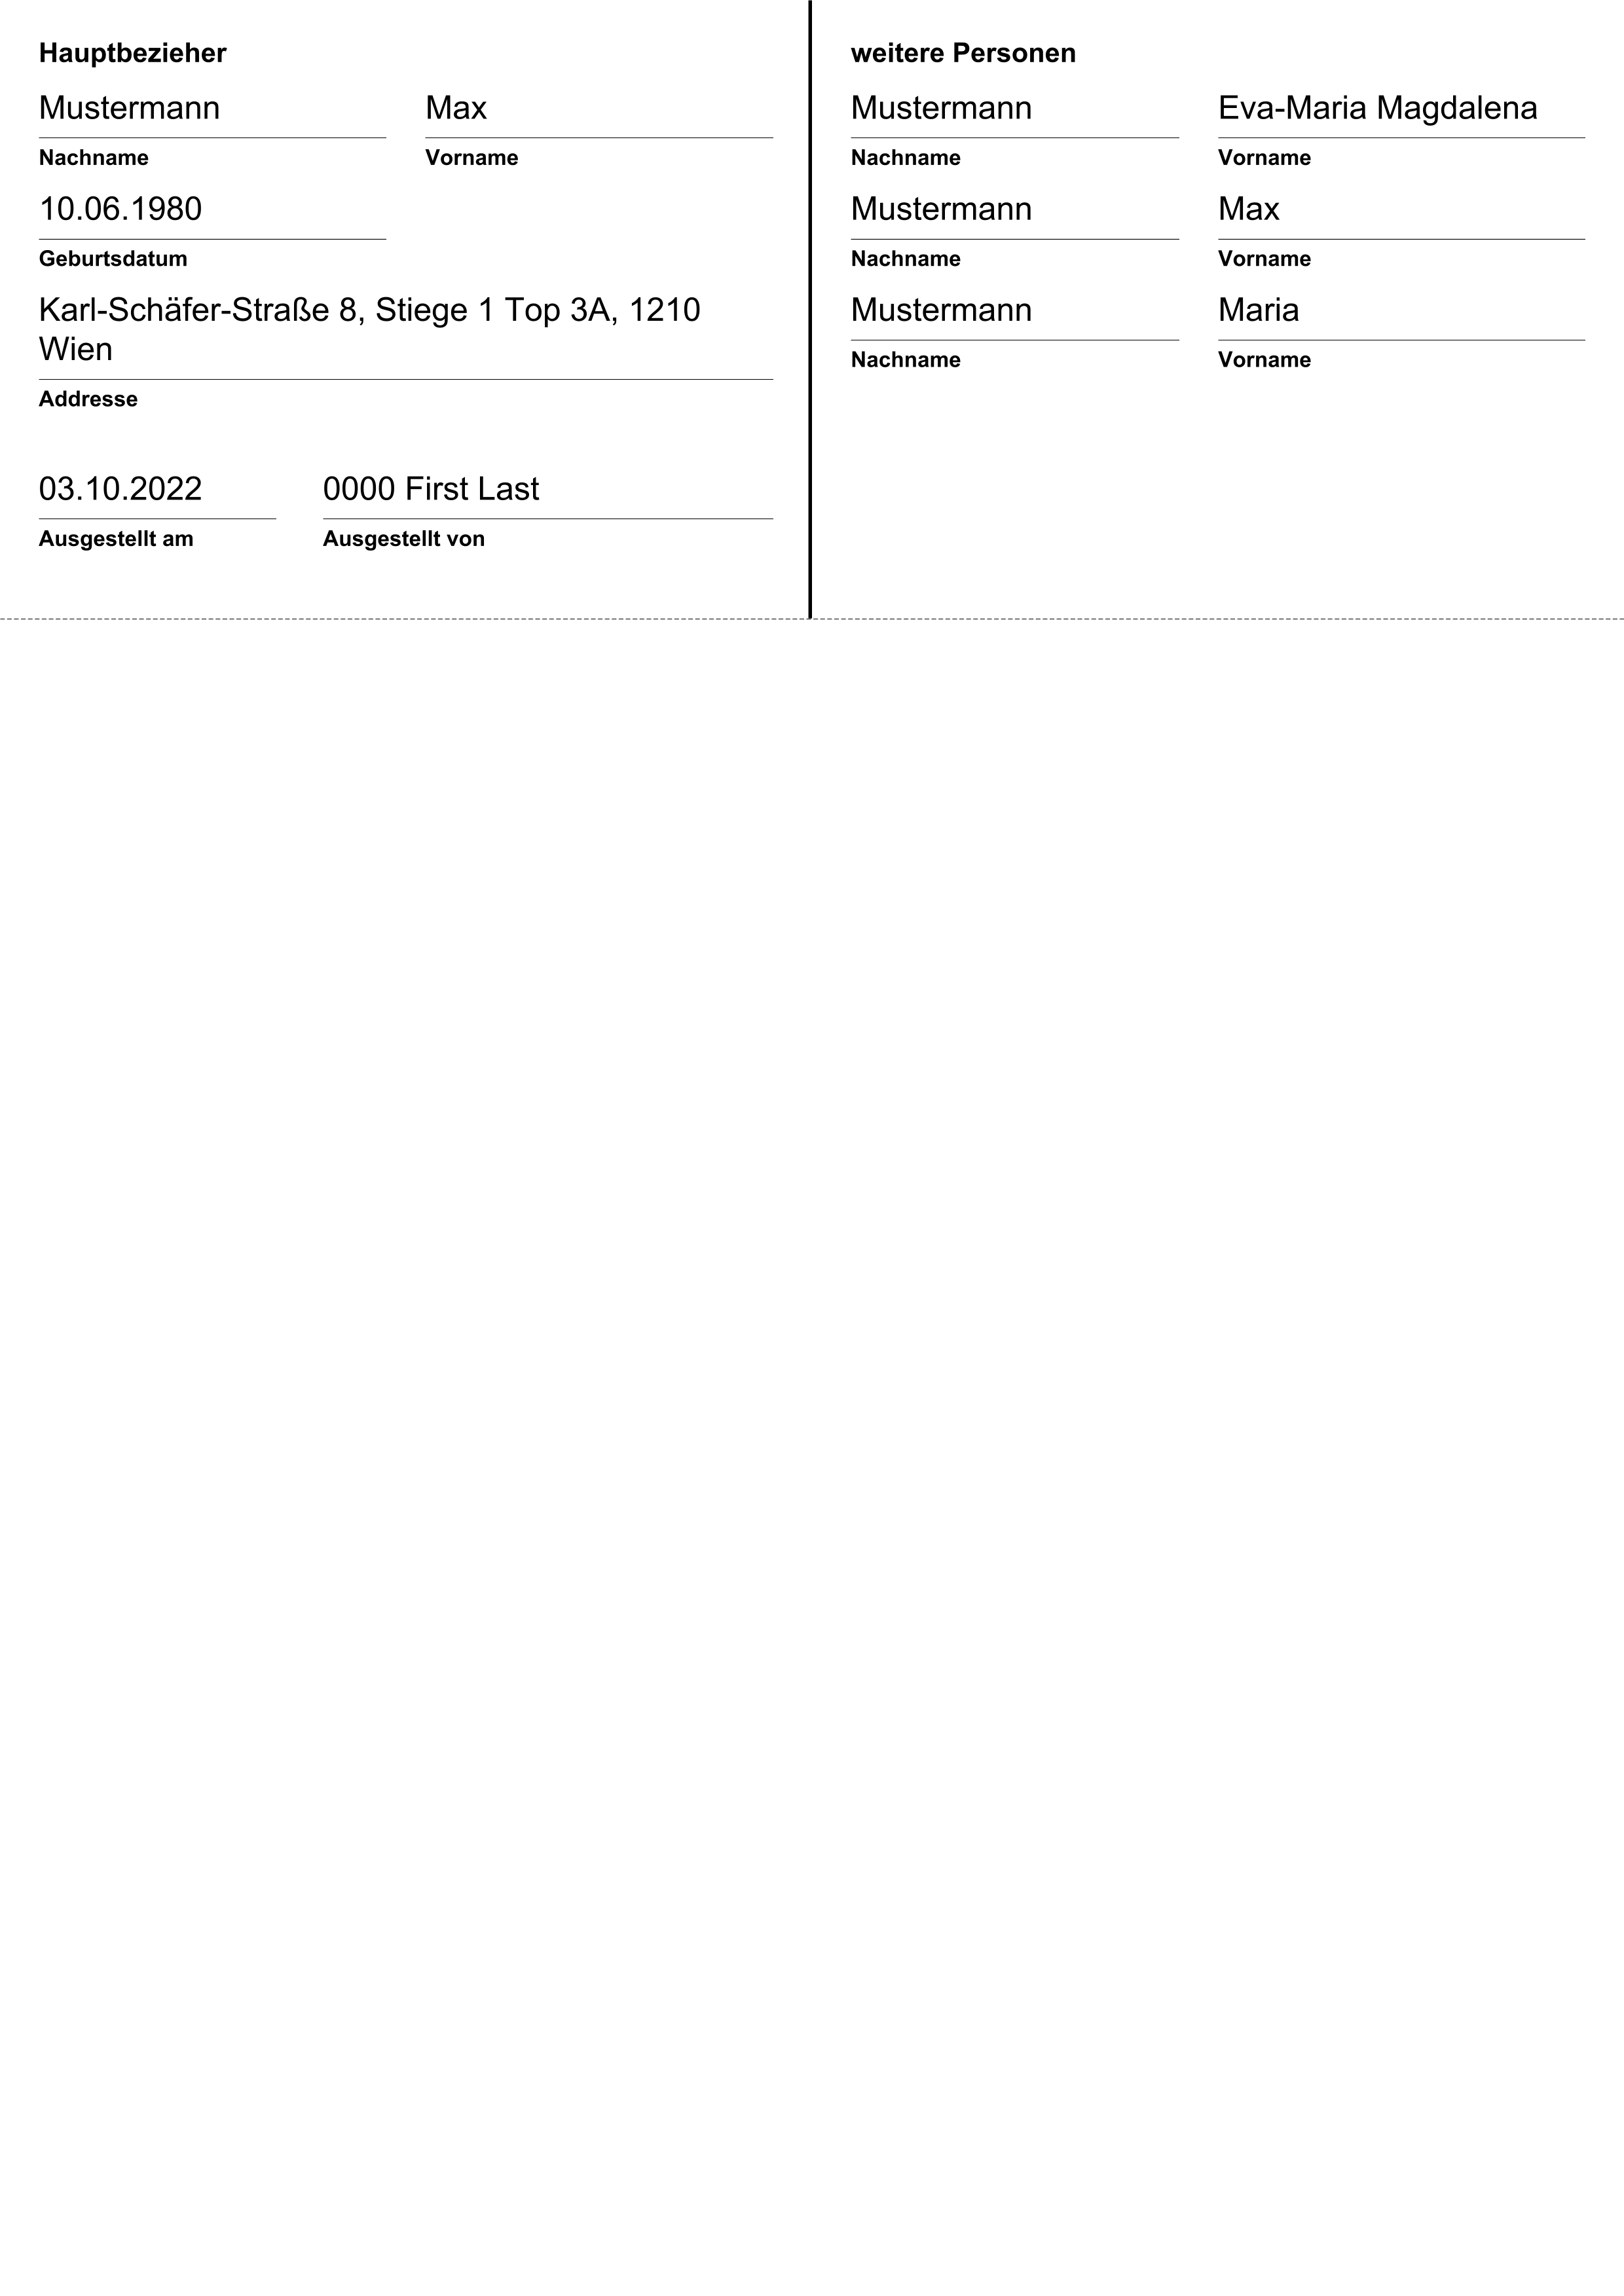 Hauptbezieher
Mustermann Max
Nachname Vorname
10.06.1980
Geburtsdatum
Karl-Schäfer-Straße 8, Stiege 1 Top 3A, 1210
Wien
Addresse
03.10.2022 0000 First Last
Ausgestellt am Ausgestellt von
weitere Personen
Mustermann Eva-Maria Magdalena
Nachname Vorname
Mustermann Max
Nachname Vorname
Mustermann Maria
Nachname Vorname